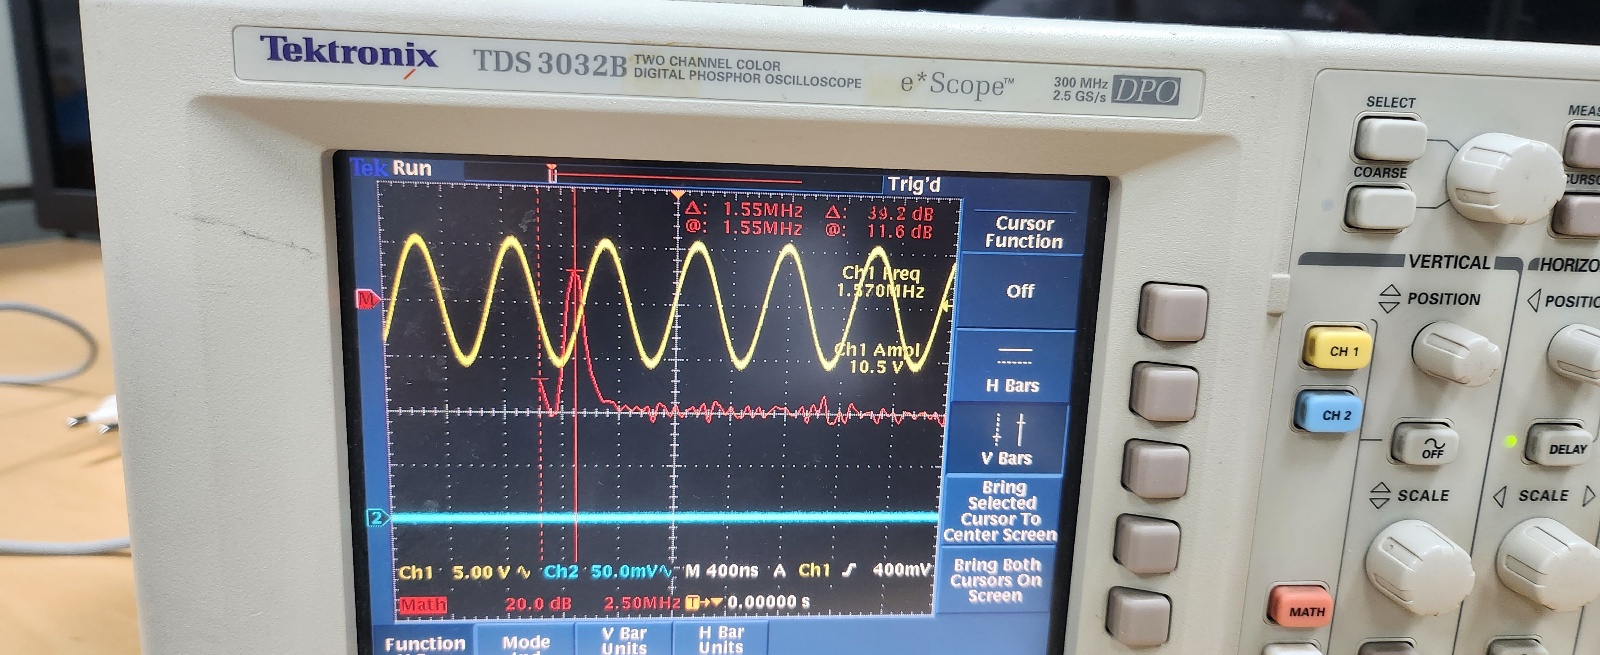 Tektronix TDS 3032B TWO CHANNEL COLOR
DIGITAL PHOSPHOR OSCILLOSCOPE
e*Scope™
300 MHz
2.5 GS/s DPO
Tek Run
Trig'd
Δ: 1.55MHz Δ: 39.2 dB
@: 1.55MHz @: 11.6 dB
Ch1 Freq
1.570MHz
Ch1 Ampl
10.5 V
M
2
Ch1 5.00 V Ch2 50.0mV M 400ns A Ch1 400mV
Math 20.0 dB 2.50MHz T 0.00000 s
Cursor
Function
Off
H Bars
V Bars
Bring
Selected
Cursor To
Center Screen
Bring Both
Cursors On
Screen
Function
Mode
V Bar
Units
H Bar
Units
SELECT
COARSE
VERTICAL
POSITION
CH 1
CH 2
OFF
DELAY
SCALE
SCALE
MATH